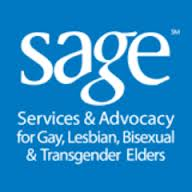 sage℠
Services & Advocacy
for Gay, Lesbian, Bisexual
& Transgender Elders